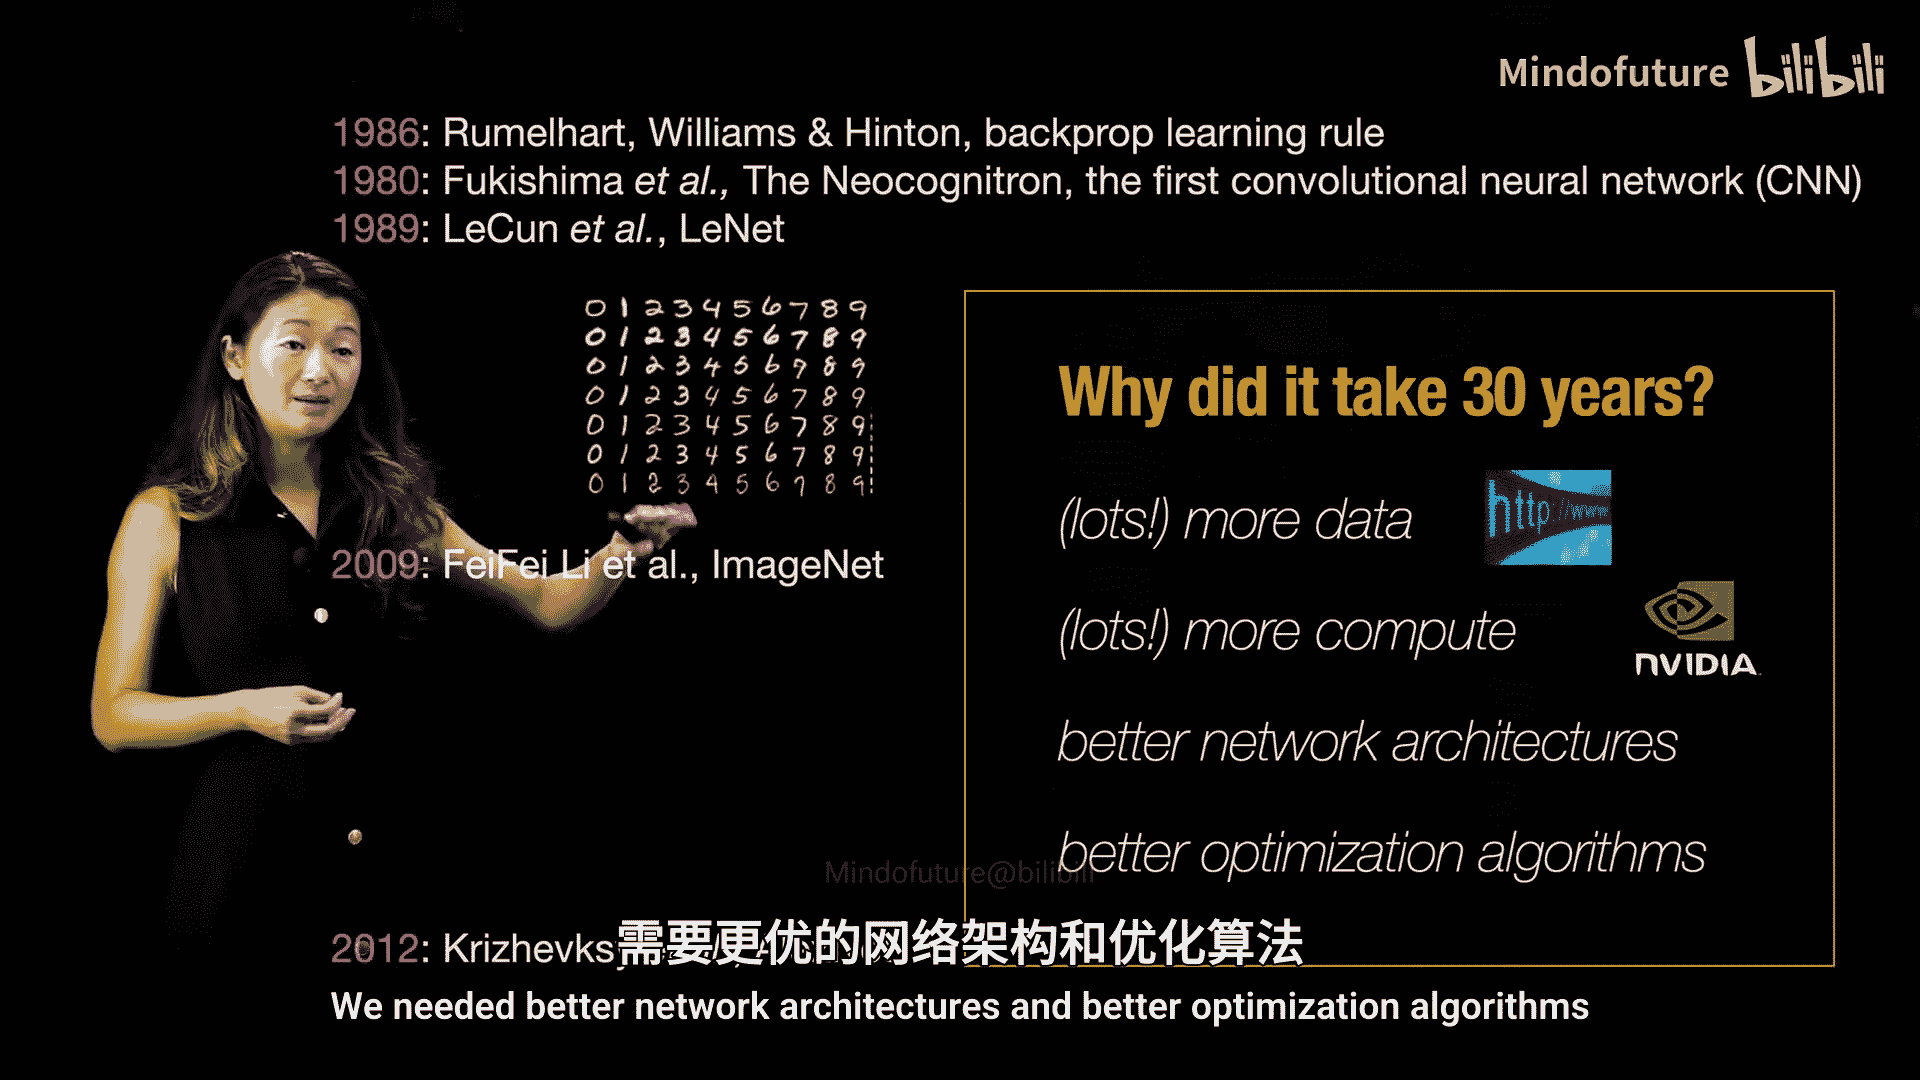 Mindofuture bilibili
1986: Rumelhart, Williams & Hinton, backprop learning rule
1980: Fukishima et al., The Neocognitron, the first convolutional neural network (CNN)
1989: LeCun et al., LeNet
0 1 2 3 4 5 6 7 8 9
0 1 2 3 4 5 6 7 8 9
0 1 2 3 4 5 6 7 8 9
0 1 2 3 4 5 6 7 8 9
0 1 2 3 4 5 6 7 8 9
0 1 2 3 4 5 6 7 8 9
0 1 2 3 4 5 6 7 8 9
2009: FeiFei Li et al., ImageNet
Why did it take 30 years?
(lots!) more data
http://www
(lots!) more compute
NVIDIA
better network architectures
better optimization algorithms
Mindofuture@bilibili
2012: Krizhevksy
需要更优的网络架构和优化算法
We needed better network architectures and better optimization algorithms